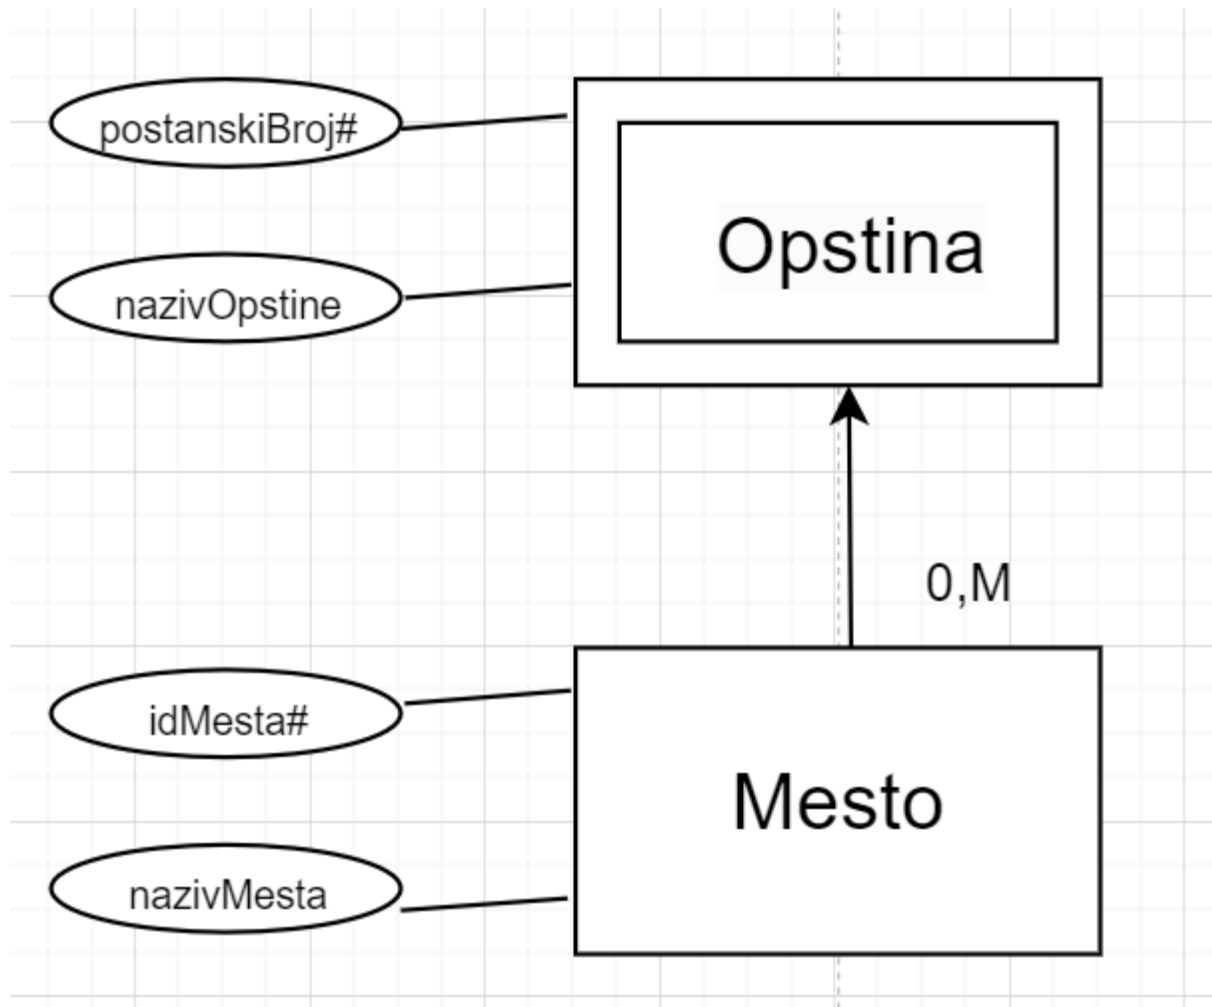 postanskiBroj#
Opstina
nazivOpstine
0,M
idMesta#
Mesto
nazivMesta